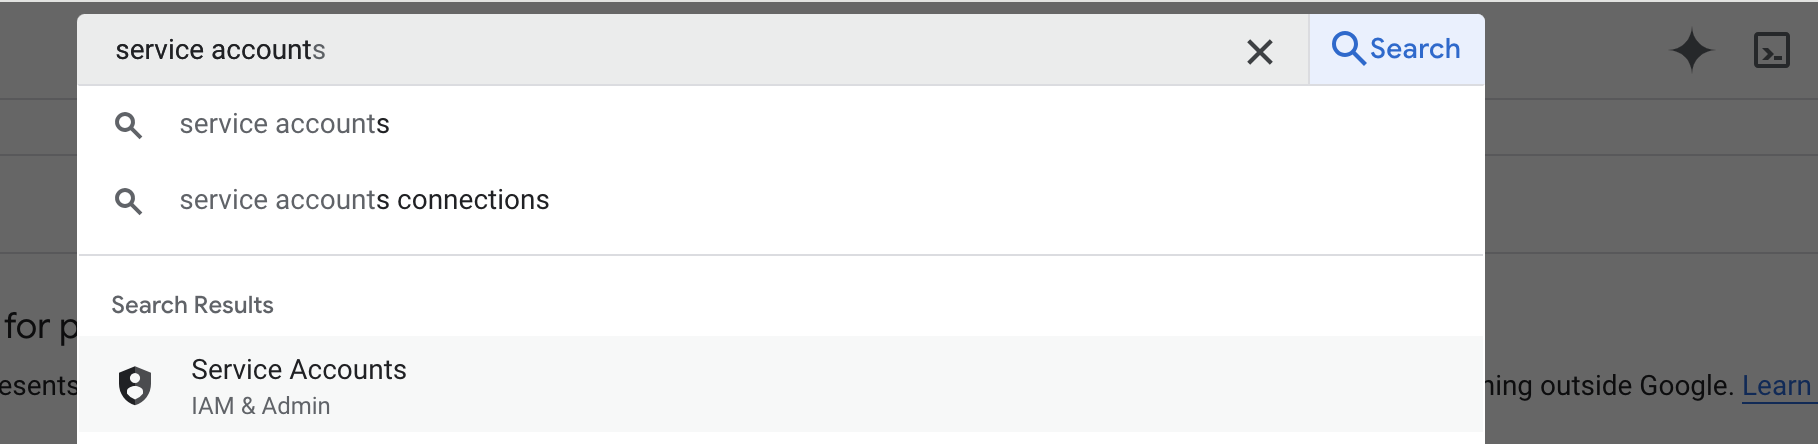 service accounts
Search
service accounts
service accounts connections
Search Results
for p
Service Accounts
esents
IAM & Admin
ning outside Google. Learn